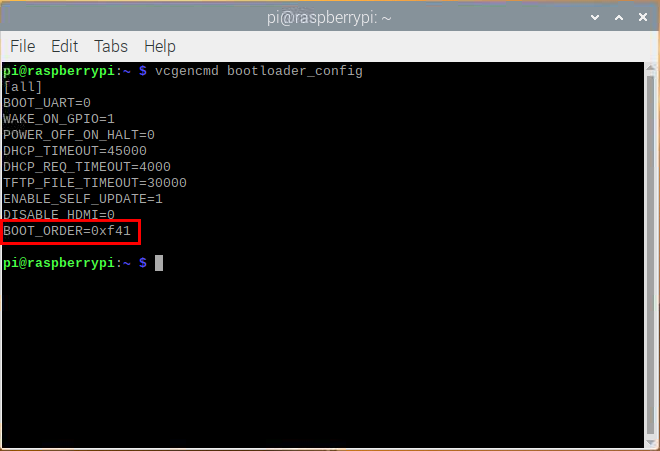 pi@raspberrypi: ~
File Edit Tabs Help
pi@raspberrypi:~ $ vcgencmd bootloader_config
[all]
BOOT_UART=0
WAKE_ON_GPIO=1
POWER_OFF_ON_HALT=0
DHCP_TIMEOUT=45000
DHCP_REQ_TIMEOUT=4000
TFTP_FILE_TIMEOUT=30000
ENABLE_SELF_UPDATE=1
DISABLE_HDMI=0
BOOT_ORDER=0xf41
pi@raspberrypi:~ $